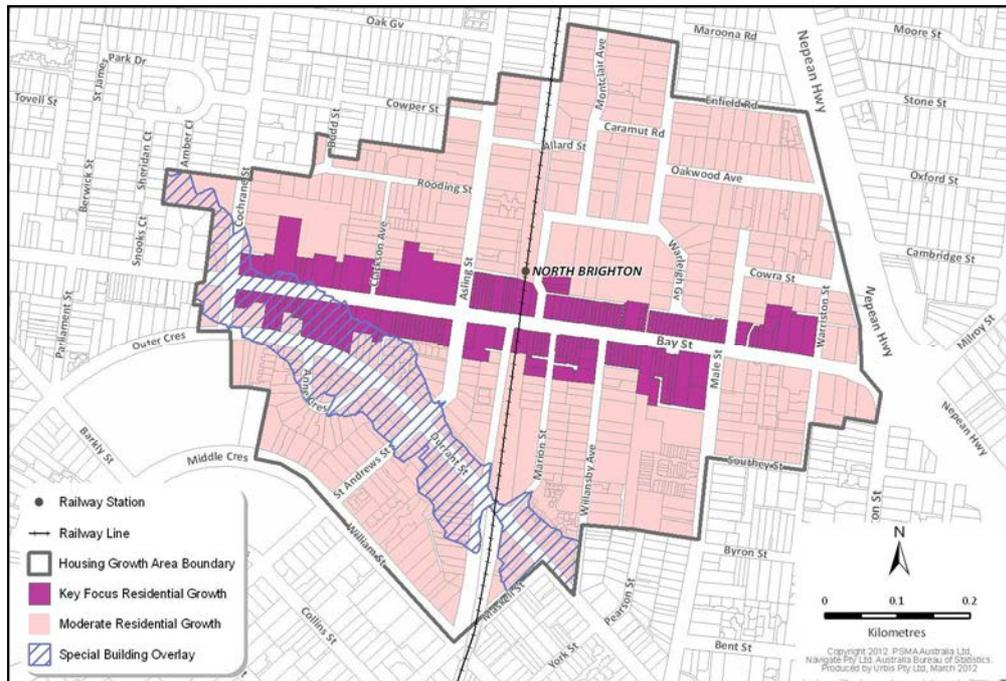 Oak Gv
Maroona Rd
Moore St
Park Dr
St James
Nepean Hwy
Montclair Ave
Tovell St
Cowper St
Enfield Rd
Stone St
Budd St
Caramut Rd
Amber Cl
Sheridan Ct
Berwick St
Allard St
Oakwood Ave
Oxford St
Rooding St
Cochrane St
Snooks Ct
Clarkson Ave
Warleigh Gv
Cambridge St
Asling St
NORTH BRIGHTON
Cowra St
Parliament St
Warriston St
Nepean Hwy
Milroy St
Outer Cres
Bay St
Male St
Anne Cres
Nepean Hwy
Barkly St
Durrant St
Marion St
Willansby Ave
Middle Cres
St Andrews St
Southey St
on St
William St
Railway Station
Railway Line
Housing Growth Area Boundary
Key Focus Residential Growth
Moderate Residential Growth
Special Building Overlay
Byron St
Collins St
Maskell St
Pearson St
York St
Bent St
N
0 0.1 0.2
Kilometres
Copyright 2012. PSMA Australia Ltd,
Navigate Pty Ltd. Australia Bureau of Statistics.
Produced by Urbis Pty Ltd, March 2012